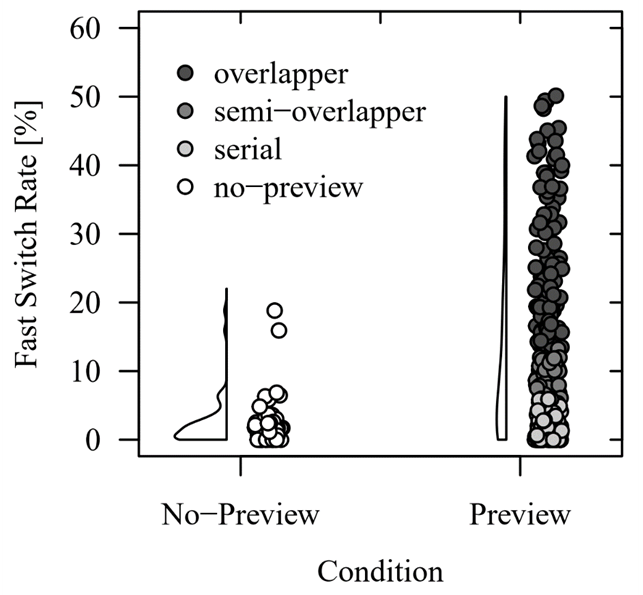 60
50
40
30
20
10
0
Fast Switch Rate [%]
overlapper
semi−overlapper
serial
no−preview
No−Preview
Preview
Condition